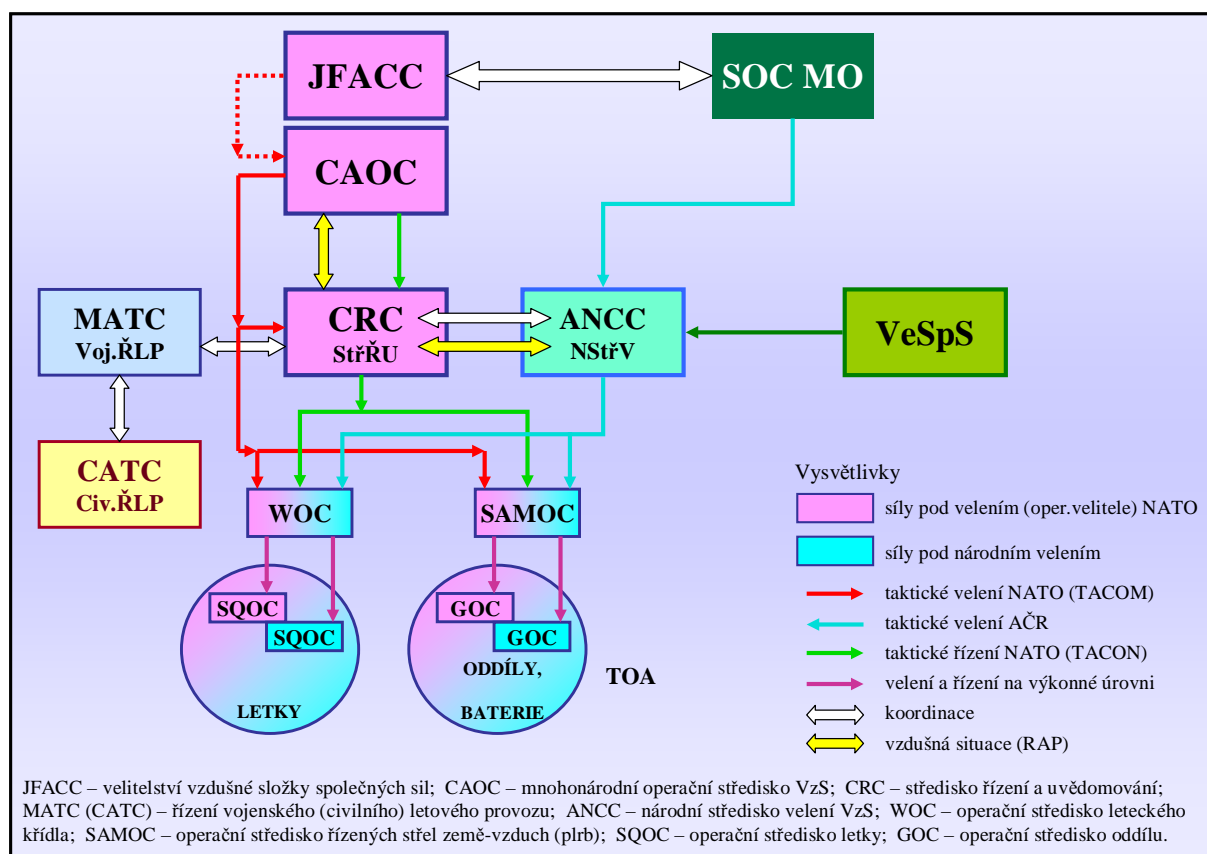 JFACC
SOC MO
CAOC
MATC
Voj.ŘLP
CRC
StřŘU
ANCC
NStřV
VeSpS
CATC
Civ.ŘLP
WOC
SAMOC
SQOC
SQOC
LETKY
GOC
GOC
ODDÍLY,
BATERIE
TOA
Vysvětlivky
síly pod velením (oper.velitele) NATO
síly pod národním velením
taktické velení NATO (TACOM)
taktické velení AČR
taktické řízení NATO (TACON)
velení a řízení na výkonné úrovni
koordinace
vzdušná situace (RAP)
JFACC – velitelství vzdušné složky společných sil; CAOC – mnohonárodní operační středisko VzS; CRC – středisko řízení a uvědomování;
MATC (CATC) – řízení vojenského (civilního) letového provozu; ANCC – národní středisko velení VzS; WOC – operační středisko leteckého
křídla; SAMOC – operační středisko řízených střel země-vzduch (plrb); SQOC – operační středisko letky; GOC – operační středisko oddílu.